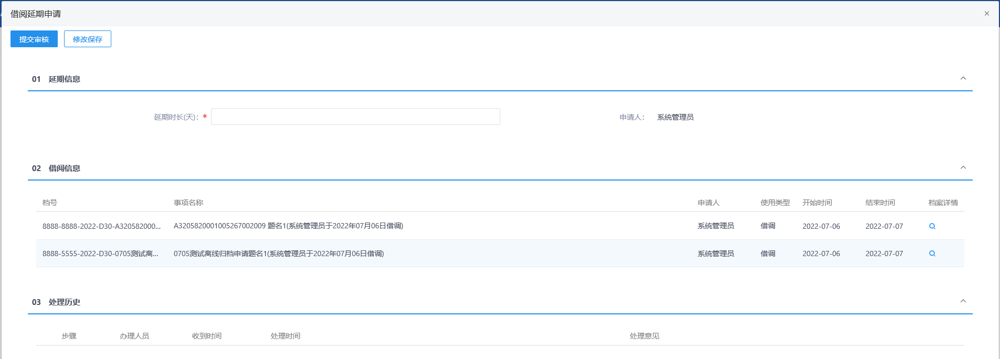 借阅延期申请
提交审核 修改保存
01 延期信息
延期时长(天): * 申请人: 系统管理员
02 借阅信息
档号 事项名称 申请人 使用类型 开始时间 结束时间 档案详情
8888-8888-2022-D30-A320582000... A3205820001005267002009 题名1(系统管理员于2022年07月06日借调) 系统管理员 借调 2022-07-06 2022-07-07
8888-5555-2022-D30-0705测试离... 0705测试离线归档申请题名1(系统管理员于2022年07月06日借调) 系统管理员 借调 2022-07-06 2022-07-07
03 处理历史
步骤 办理人员 收到时间 处理时间 处理意见